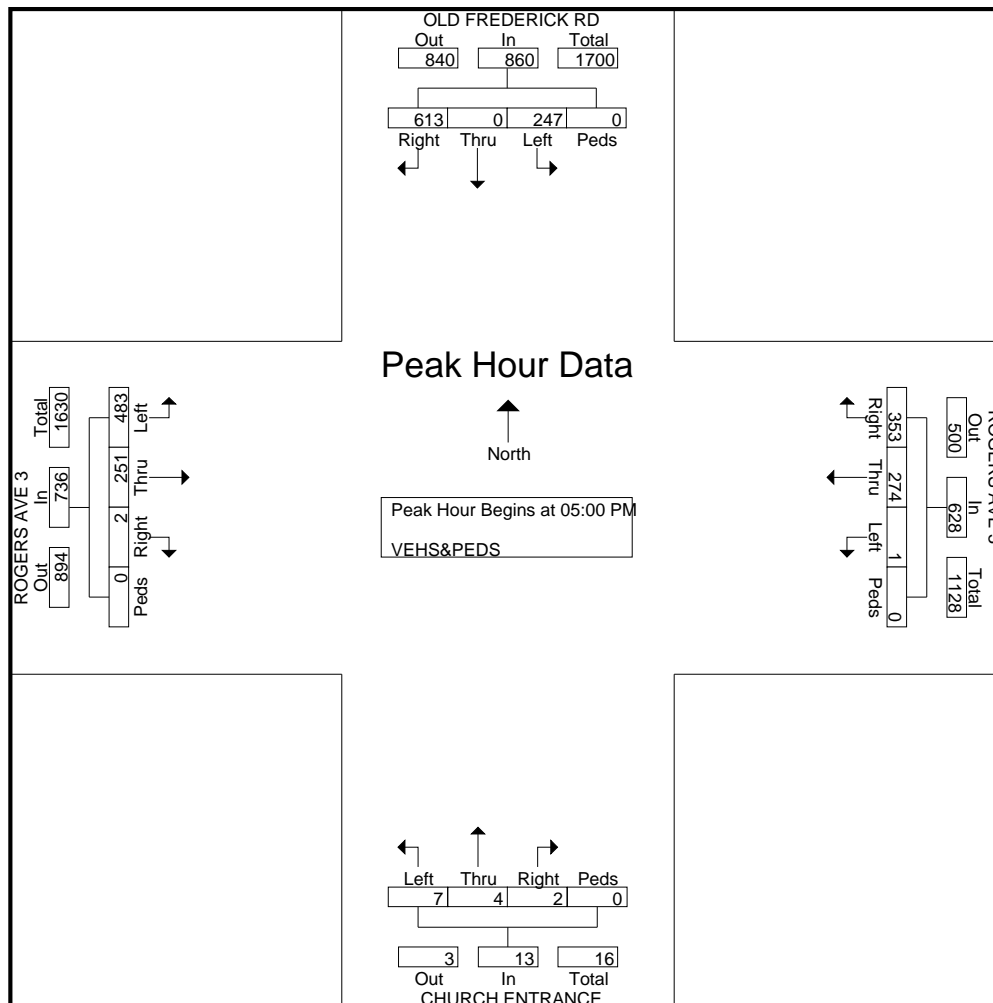 OLD FREDERICK RD
Out In Total
840 860 1700
613 0 247 0
Right Thru Left Peds
Peak Hour Data
North
Peak Hour Begins at 05:00 PM
VEHS&PEDS
ROGERS AVE 3
Out In Total
894 736 1630
Left Thru Right Peds
483 251 2 0
Out In Total
500 628 1128
Right Thru Left Peds
353 274 1 0
Left Thru Right Peds
7 4 2 0
3 13 16
Out In Total
CHURCH ENTRANCE